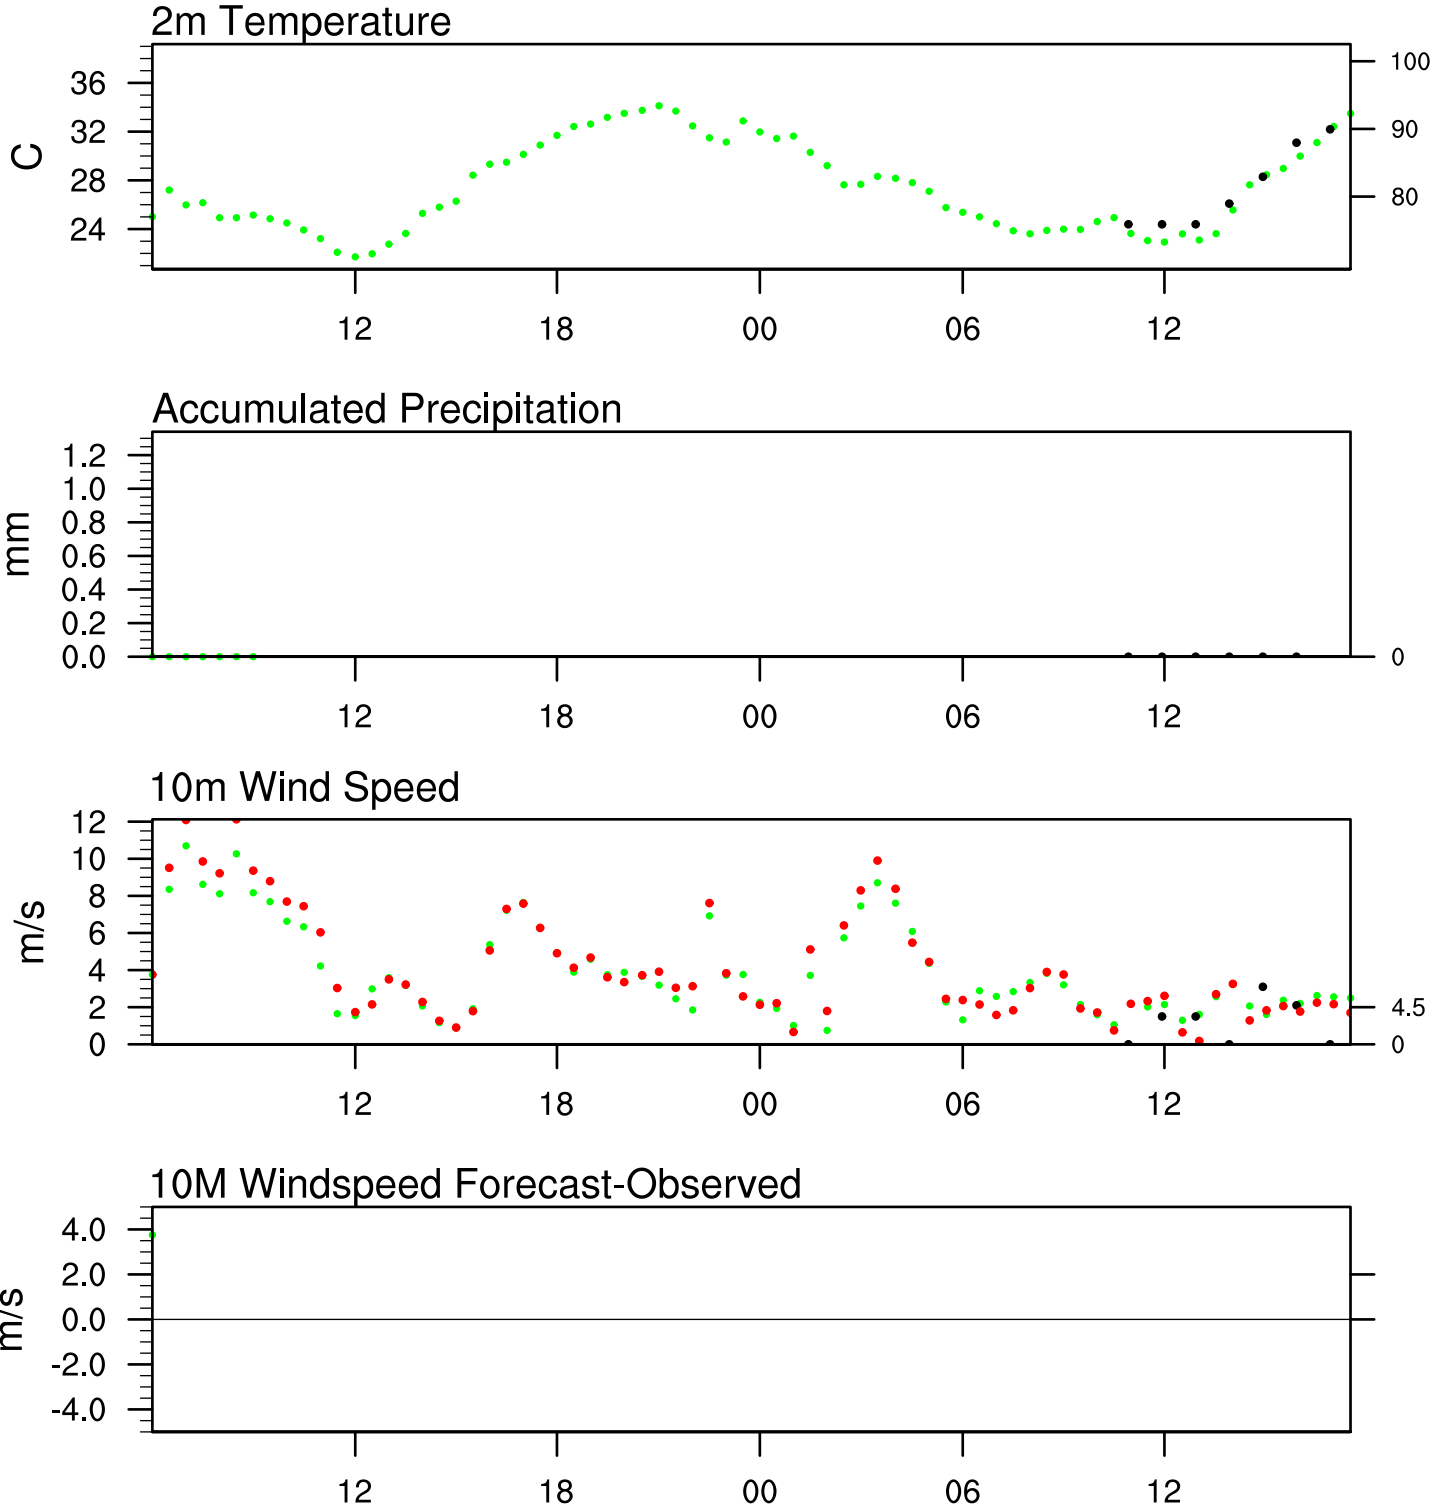 2m Temperature
36
32
28
24
C
100
90
80
12 18 00 06 12
Accumulated Precipitation
1.2
1.0
0.8
0.6
0.4
0.2
0.0
mm
0
12 18 00 06 12
10m Wind Speed
12
10
8
6
4
2
0
m/s
4.5
0
12 18 00 06 12
10M Windspeed Forecast-Observed
4.0
2.0
0.0
-2.0
-4.0
m/s
12 18 00 06 12